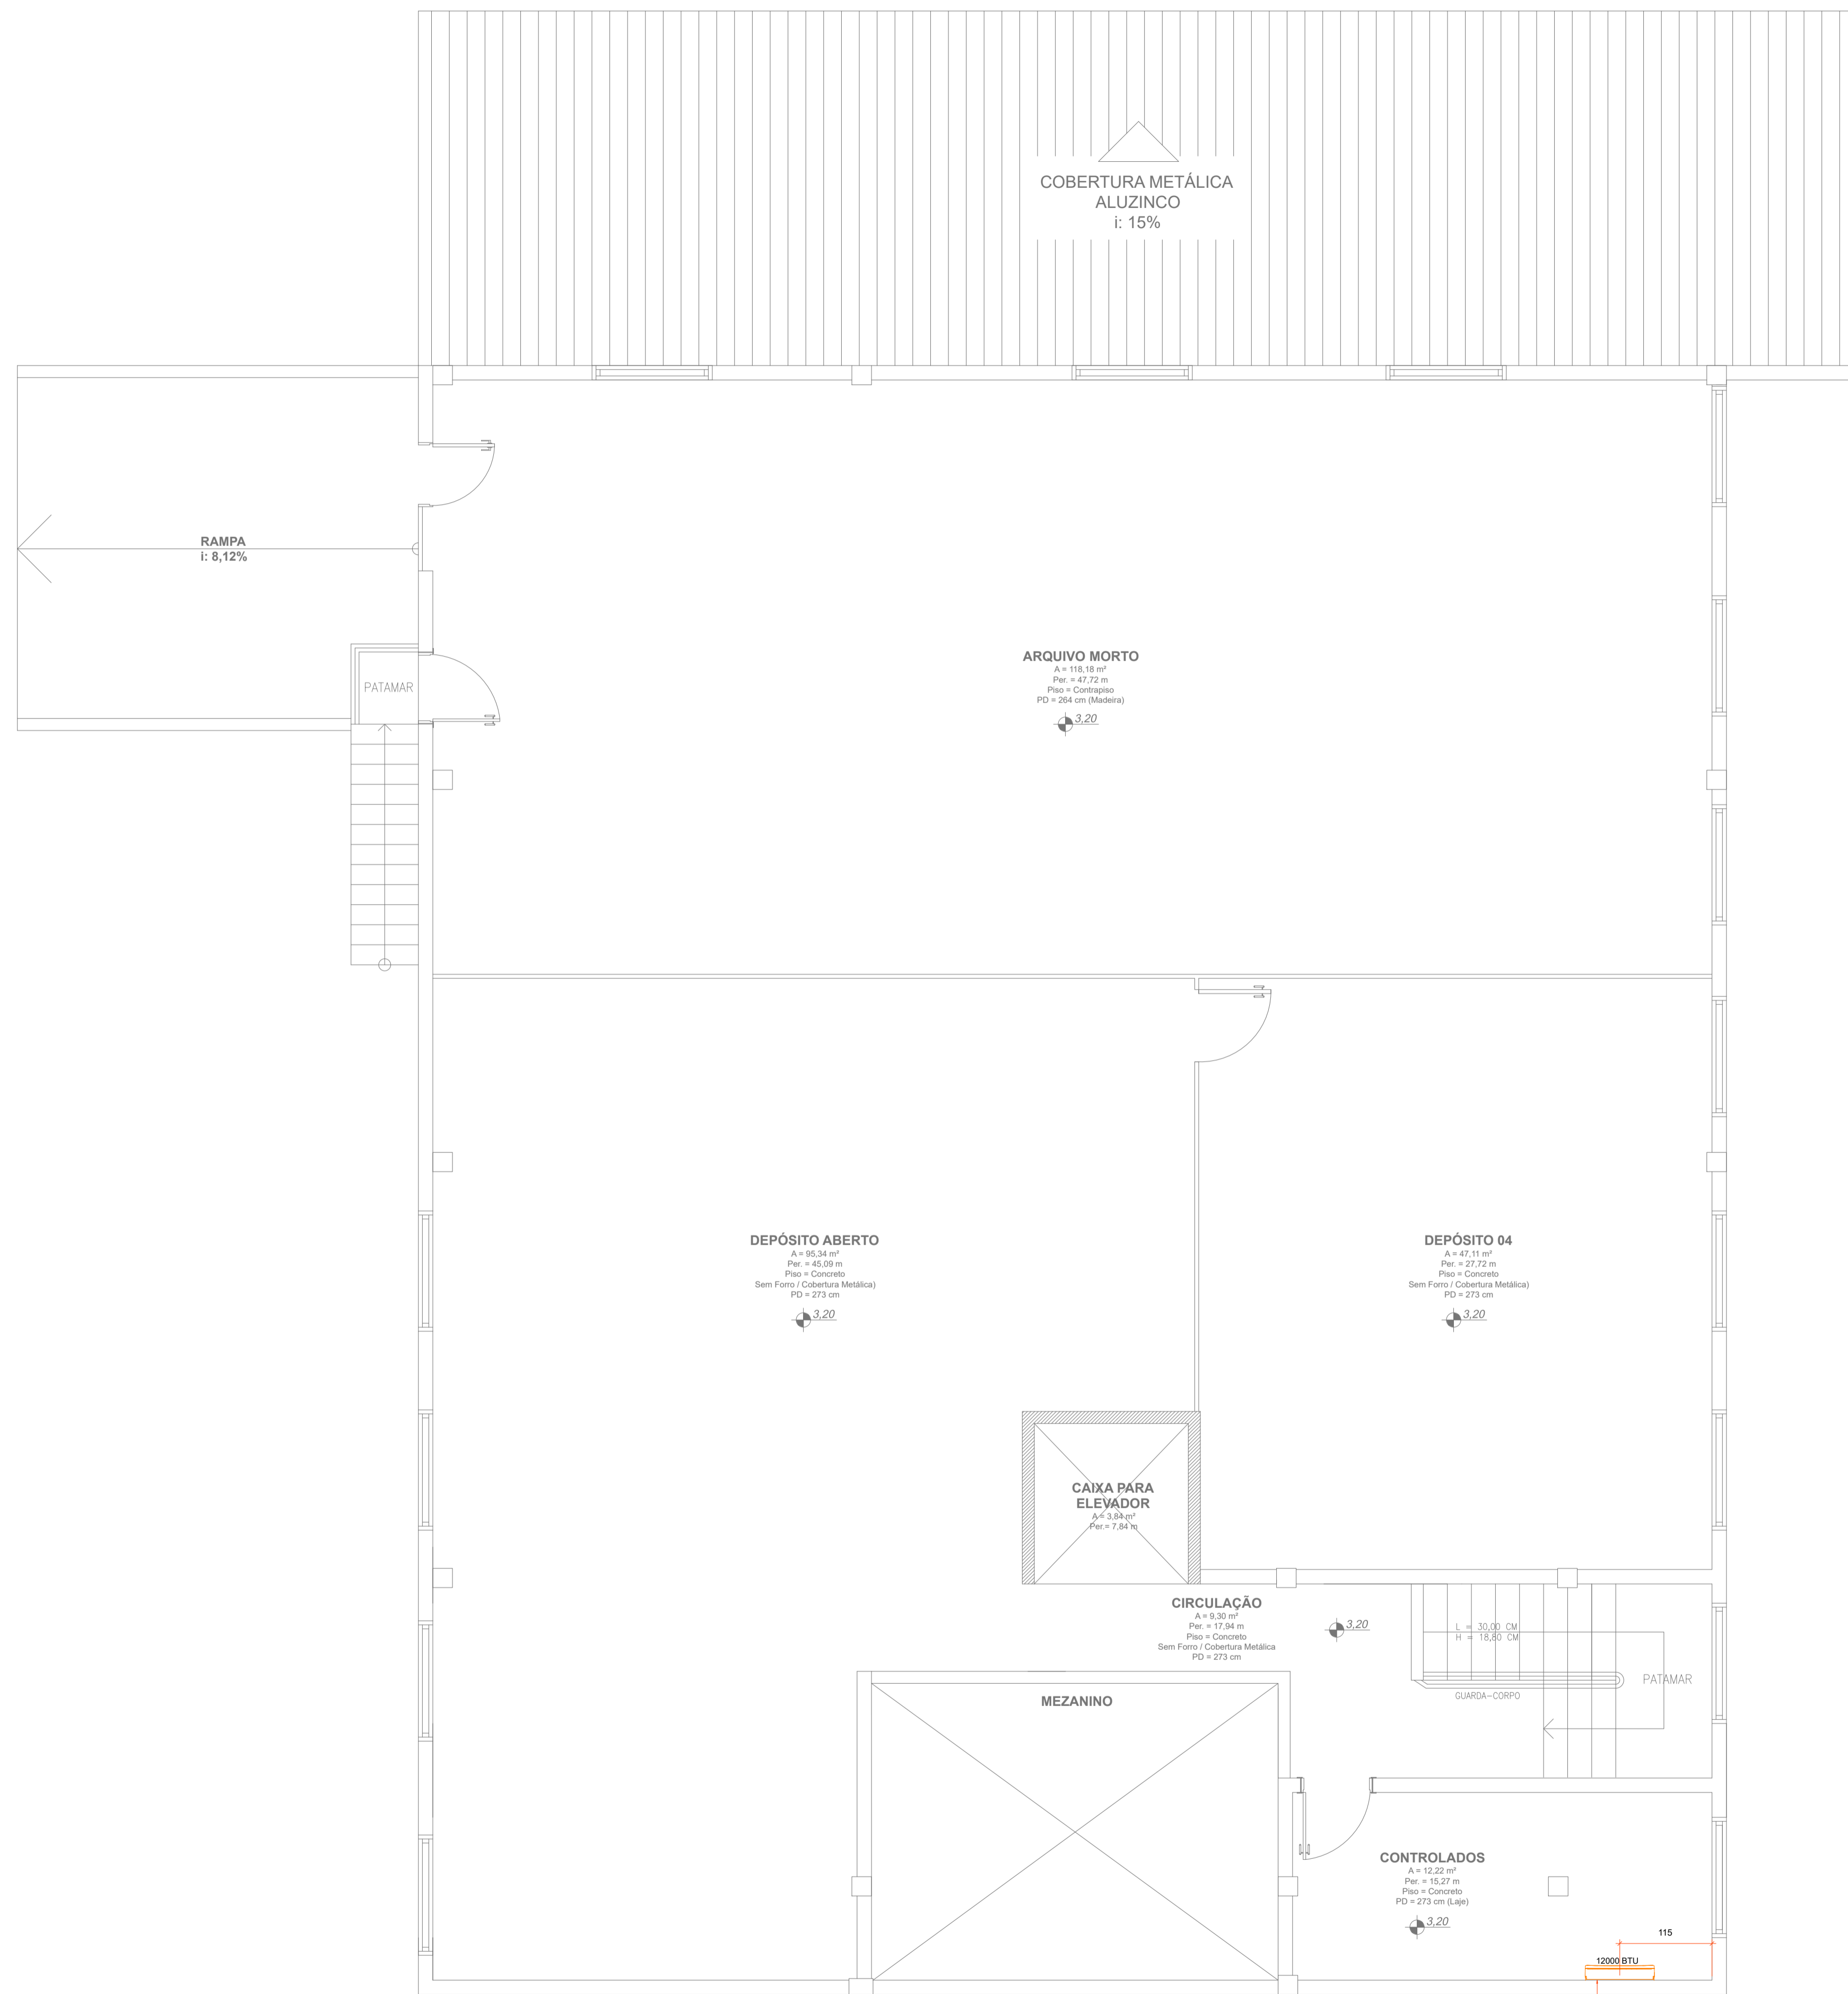 COBERTURA METÁLICA
ALUZINCO
i: 15%
RAMPA
i: 8,12%
PATAMAR
ARQUIVO MORTO
A = 118,18 m²
Per. = 47,72 m
Piso = Contrapiso
PD = 264 cm (Madeira)
3,20
DEPÓSITO ABERTO
A = 95,34 m²
Per. = 45,09 m
Piso = Concreto
Sem Forro / Cobertura Metálica)
PD = 273 cm
3,20
DEPÓSITO 04
A = 47,11 m²
Per. = 27,72 m
Piso = Concreto
Sem Forro / Cobertura Metálica)
PD = 273 cm
3,20
CAIXA PARA
ELEVADOR
A = 3,84 m²
Per.= 7,84 m
CIRCULAÇÃO
A = 9,30 m²
Per. = 17,94 m
Piso = Concreto
Sem Forro / Cobertura Metálica
PD = 273 cm
3,20
L = 30,00 CM
H = 18,80 CM
GUARDA-CORPO
PATAMAR
MEZANINO
CONTROLADOS
A = 12,22 m²
Per. = 15,27 m
Piso = Concreto
PD = 273 cm (Laje)
3,20
115
12000 BTU